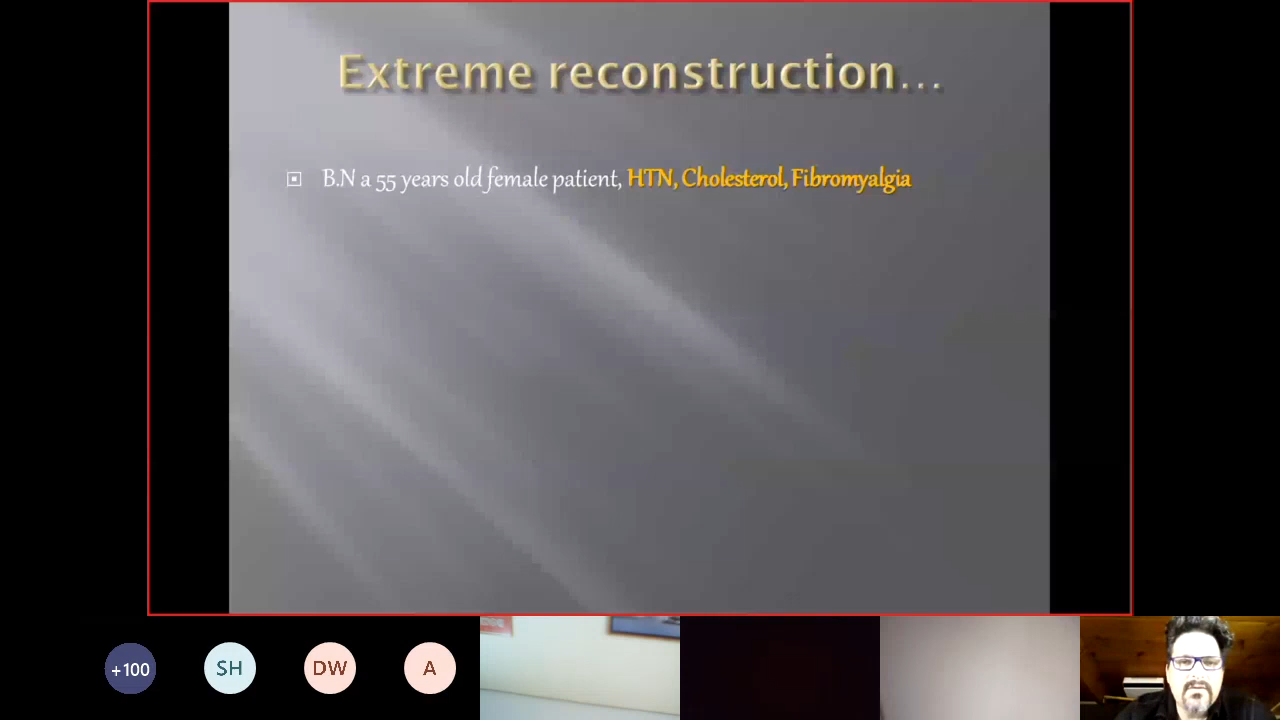 Extreme reconstruction...
B.N a 55 years old female patient, HTN, Cholesterol, Fibromyalgia
+100
SH
DW
A